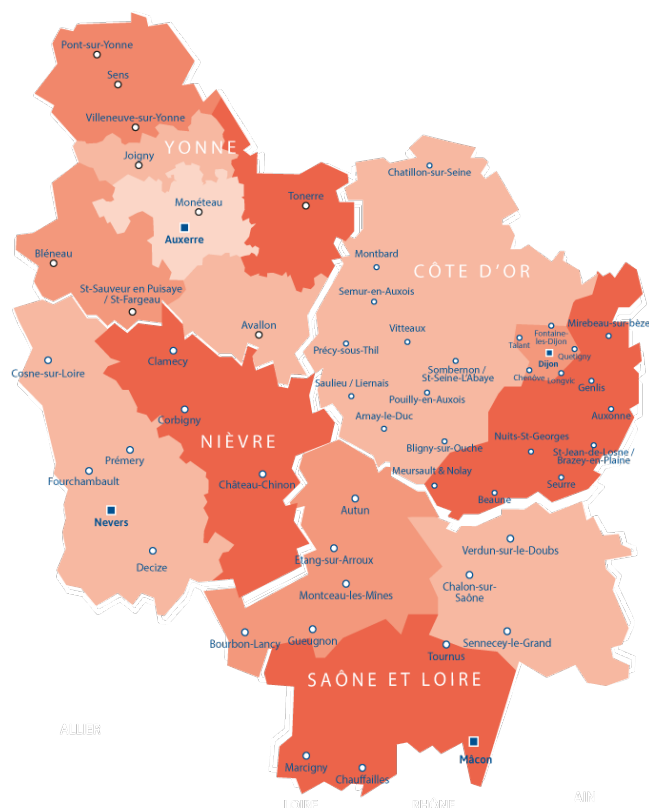 Pont-sur-Yonne
Sens
Villeneuve-sur-Yonne
YONNE
Joigny
Monéteau
Tonerre
Auxerre
Bléneau
St-Sauveur en Puisaye
/ St-Fargeau
Avallon
Chatillon-sur-Seine
Montbard
CÔTE D'OR
Semur-en-Auxois
Vitteaux
Précy-sous-Thil
Sombernon /
St-Seine-L'Abaye
Saulieu / Liernais
Pouilly-en-Auxois
Arnay-le-Duc
Bligny-sur-Ouche
Meursault & Nolay
Fontaine-
les-Dijon
Talant
Dijon
Quetigny
Chenôve
Longvic
Mirebeau-sur-bèze
Genlis
Auxonne
Nuits-St-Georges
St-Jean-de-Losne /
Brazey-en-Plaine
Seurre
Beaune
Cosne-sur-Loire
Clamecy
Corbigny
NIÈVRE
Prémery
Fourchambault
Château-Chinon
Nevers
Decize
Autun
Etang-sur-Arroux
Montceau-les-Mînes
Verdun-sur-le-Doubs
Chalon-sur-
Saône
Bourbon-Lancy
Gueugnon
Sennecey-le-Grand
Tournus
SAÔNE ET LOIRE
Mâcon
Marcigny
Chauffailles
ALLIER
LOIRE
RHÔNE
AIN